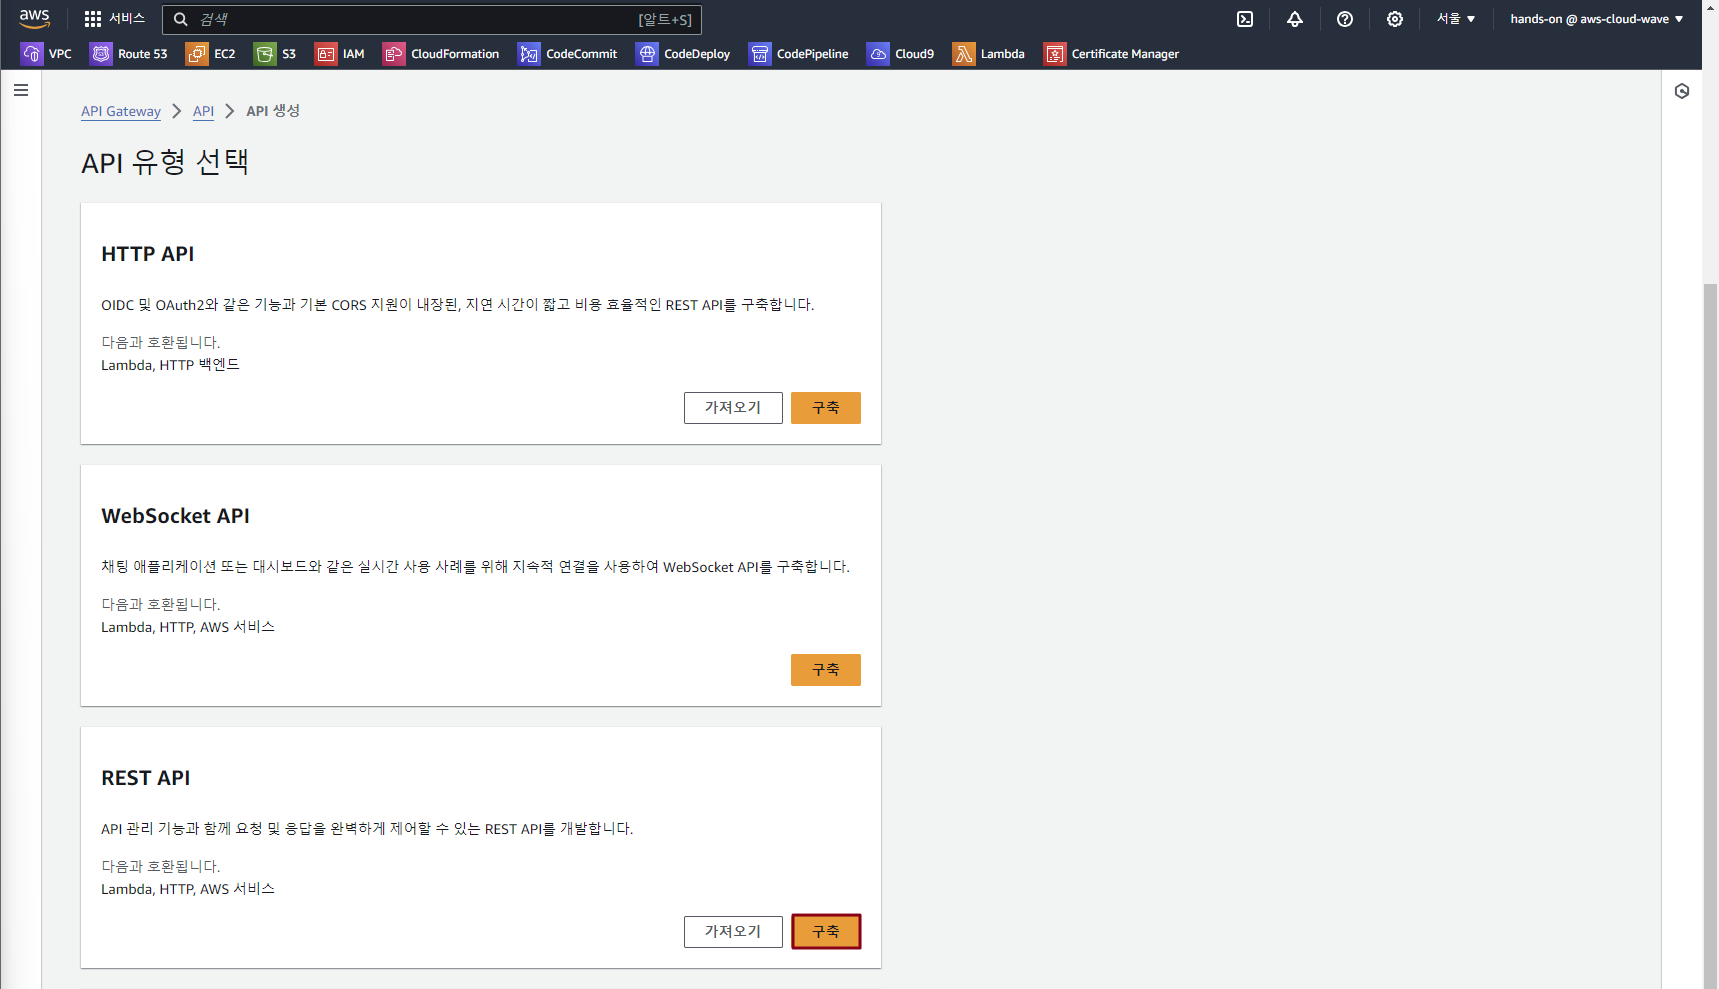 aws 서비스 검색 [알트+S] 서울 ▼ hands-on @ aws-cloud-wave ▼
VPC Route 53 EC2 S3 IAM CloudFormation CodeCommit CodeDeploy CodePipeline Cloud9 Lambda Certificate Manager
API Gateway > API > API 생성
API 유형 선택
HTTP API
OIDC 및 OAuth2와 같은 기능과 기본 CORS 지원이 내장된, 지연 시간이 짧고 비용 효율적인 REST API를 구축합니다.
다음과 호환됩니다.
Lambda, HTTP 백엔드
가져오기 구축
WebSocket API
채팅 애플리케이션 또는 대시보드와 같은 실시간 사용 사례를 위해 지속적 연결을 사용하여 WebSocket API를 구축합니다.
다음과 호환됩니다.
Lambda, HTTP, AWS 서비스
구축
REST API
API 관리 기능과 함께 요청 및 응답을 완벽하게 제어할 수 있는 REST API를 개발합니다.
다음과 호환됩니다.
Lambda, HTTP, AWS 서비스
가져오기 구축